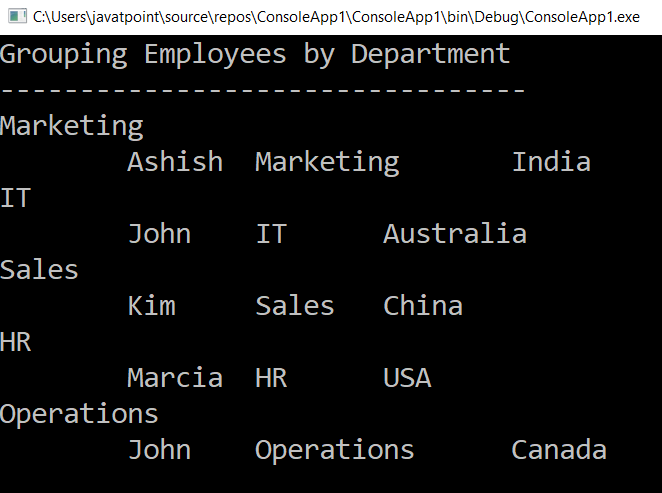 C:\Users\javatpoint\source\repos\ConsoleApp1\ConsoleApp1\bin\Debug\ConsoleApp1.exe
Grouping Employees by Department
---------------------------------
Marketing
Ashish Marketing India
IT
John IT Australia
Sales
Kim Sales China
HR
Marcia HR USA
Operations
John Operations Canada